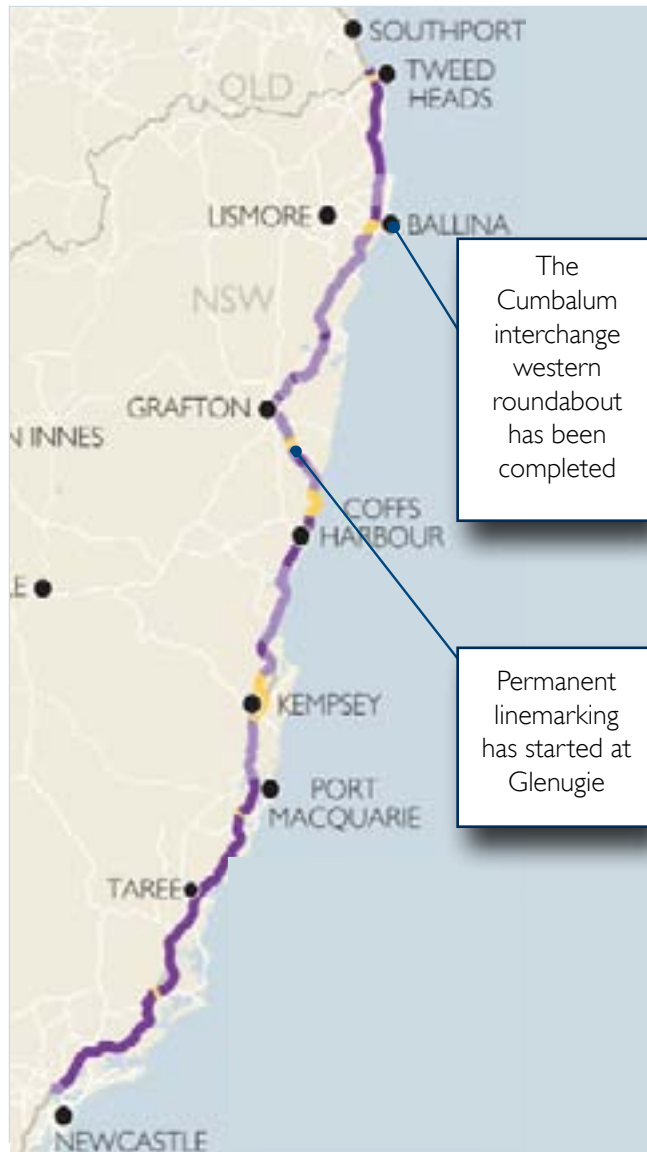 SOUTHPORT
TWEED
HEADS
QLD
LISMORE
BALLINA
NSW
The
Cumbalum
interchange
western
roundabout
has been
completed
GRAFTON
N INNES
COFFS
HARBOUR
KEMPSEY
Permanent
linemarking
has started at
Glenugie
PORT
MACQUARIE
TAREE
NEWCASTLE